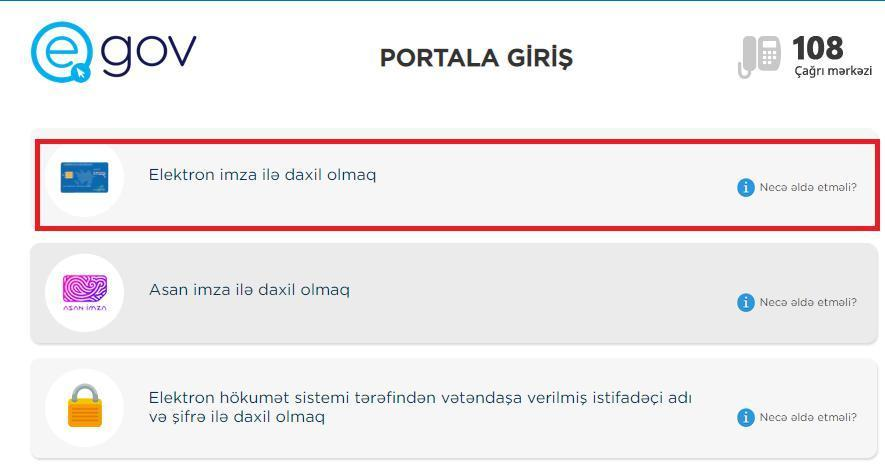 egov
PORTALA GİRİŞ
108
Çağrı mərkəzi
Elektron imza ilə daxil olmaq
Necə əldə etməli?
ASAN İMZA
Asan imza ilə daxil olmaq
Necə əldə etməli?
Elektron hökumət sistemi tərəfindən vətəndaşa verilmiş istifadəçi adı
və şifrə ilə daxil olmaq
Necə əldə etməli?